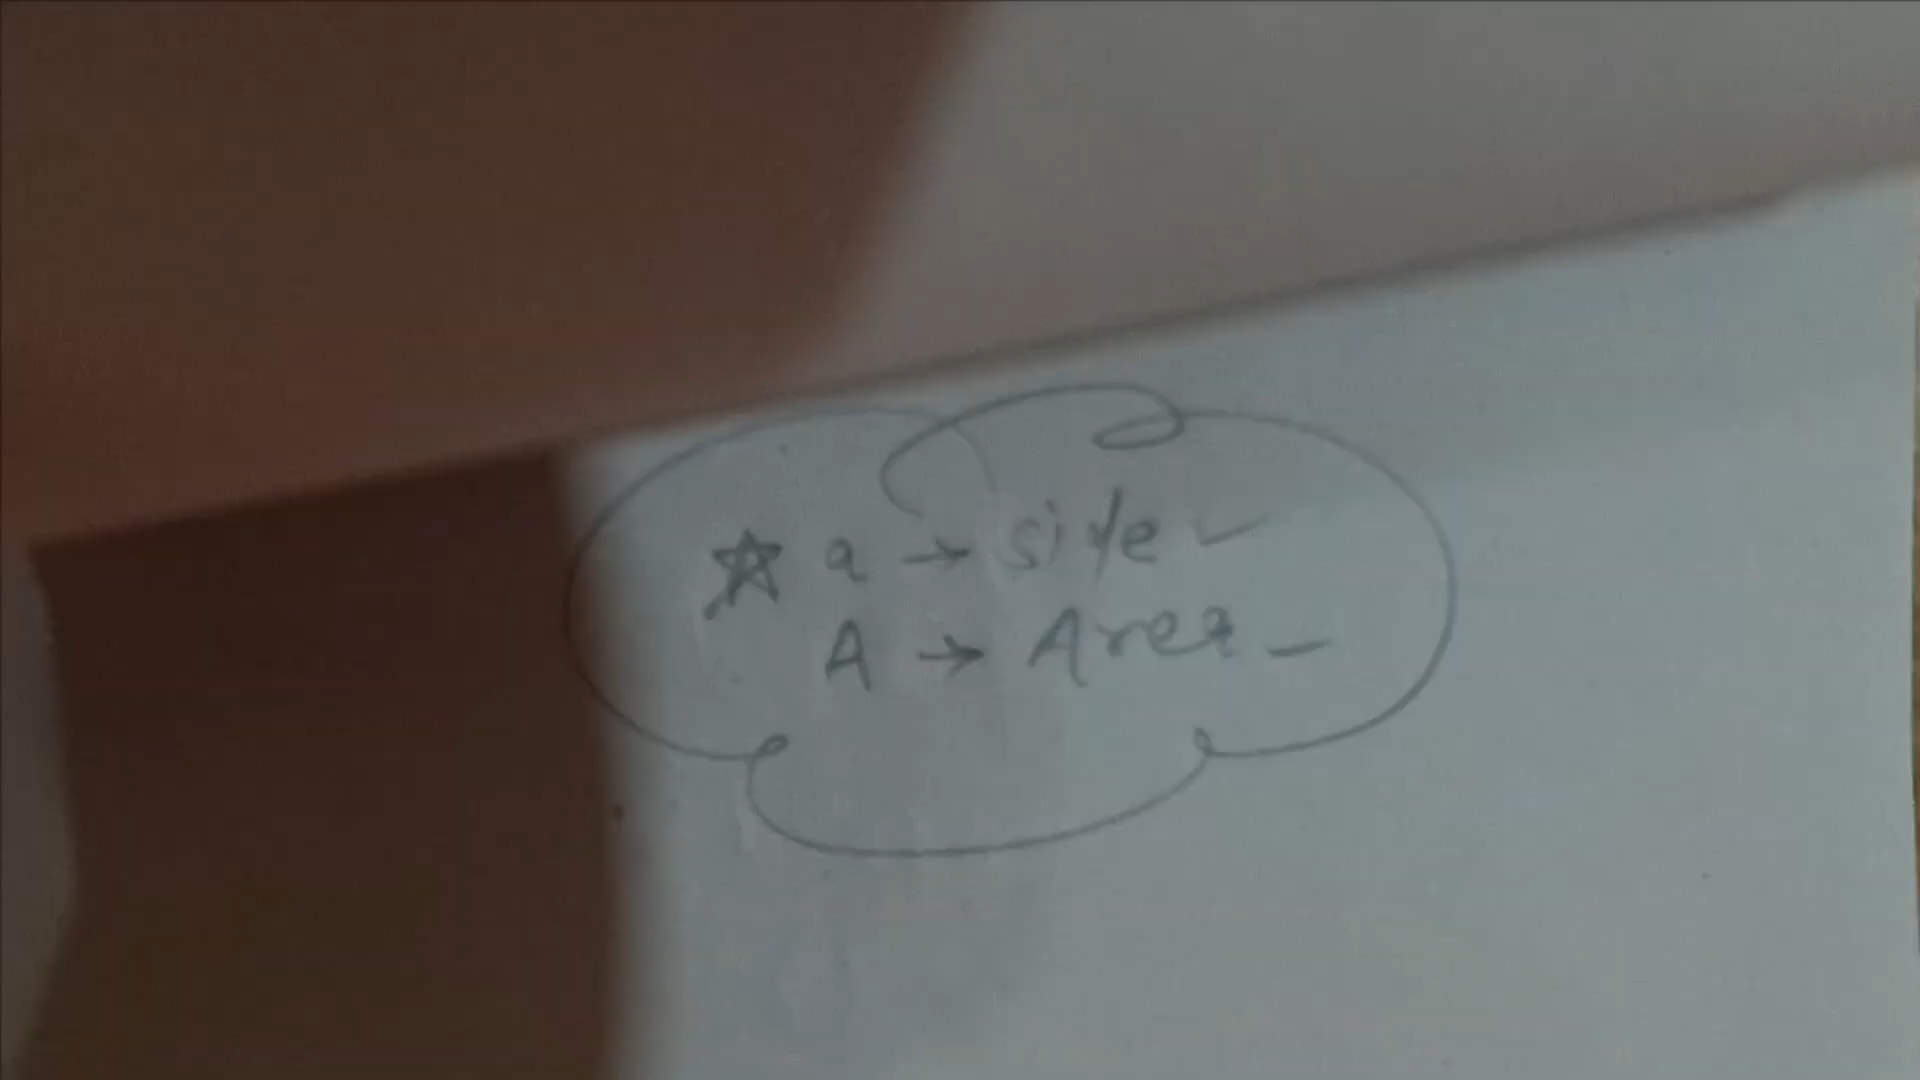 ☆ a → side
A → Area